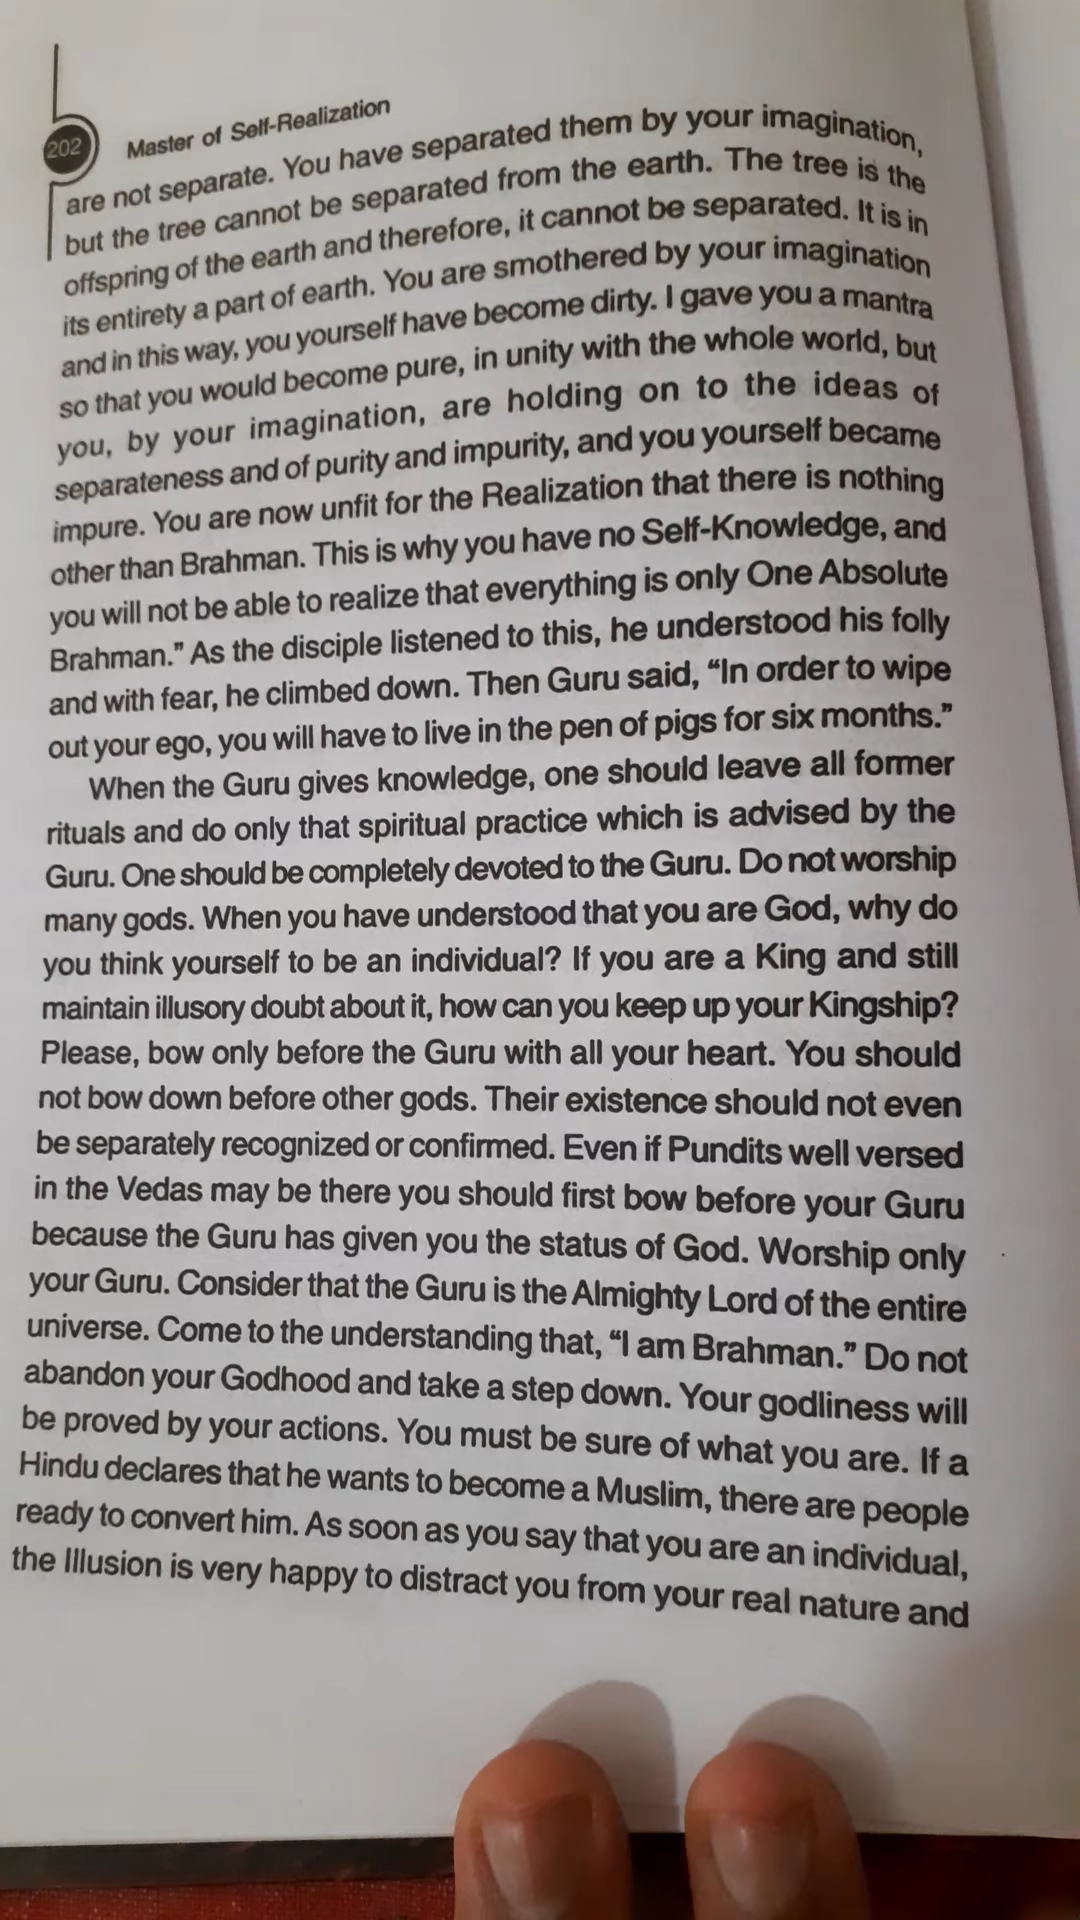 202
Master of Self-Realization
are not separate. You have separated them by your imagination,
but the tree cannot be separated from the earth. The tree is the
offspring of the earth and therefore, it cannot be separated. It is in
its entirety a part of earth. You are smothered by your imagination
and in this way, you yourself have become dirty. I gave you a mantra
so that you would become pure, in unity with the whole world, but
you, by your imagination, are holding on to the ideas of
separateness and of purity and impurity, and you yourself became
impure. You are now unfit for the Realization that there is nothing
other than Brahman. This is why you have no Self-Knowledge, and
you will not be able to realize that everything is only One Absolute
Brahman.” As the disciple listened to this, he understood his folly
and with fear, he climbed down. Then Guru said, “In order to wipe
out your ego, you will have to live in the pen of pigs for six months.”
When the Guru gives knowledge, one should leave all former
rituals and do only that spiritual practice which is advised by the
Guru. One should be completely devoted to the Guru. Do not worship
many gods. When you have understood that you are God, why do
you think yourself to be an individual? If you are a King and still
maintain illusory doubt about it, how can you keep up your Kingship?
Please, bow only before the Guru with all your heart. You should
not bow down before other gods. Their existence should not even
be separately recognized or confirmed. Even if Pundits well versed
in the Vedas may be there you should first bow before your Guru
because the Guru has given you the status of God. Worship only
your Guru. Consider that the Guru is the Almighty Lord of the entire
universe. Come to the understanding that, “I am Brahman.” Do not
abandon your Godhood and take a step down. Your godliness will
be proved by your actions. You must be sure of what you are. If a
Hindu declares that he wants to become a Muslim, there are people
ready to convert him. As soon as you say that you are an individual,
the Illusion is very happy to distract you from your real nature and